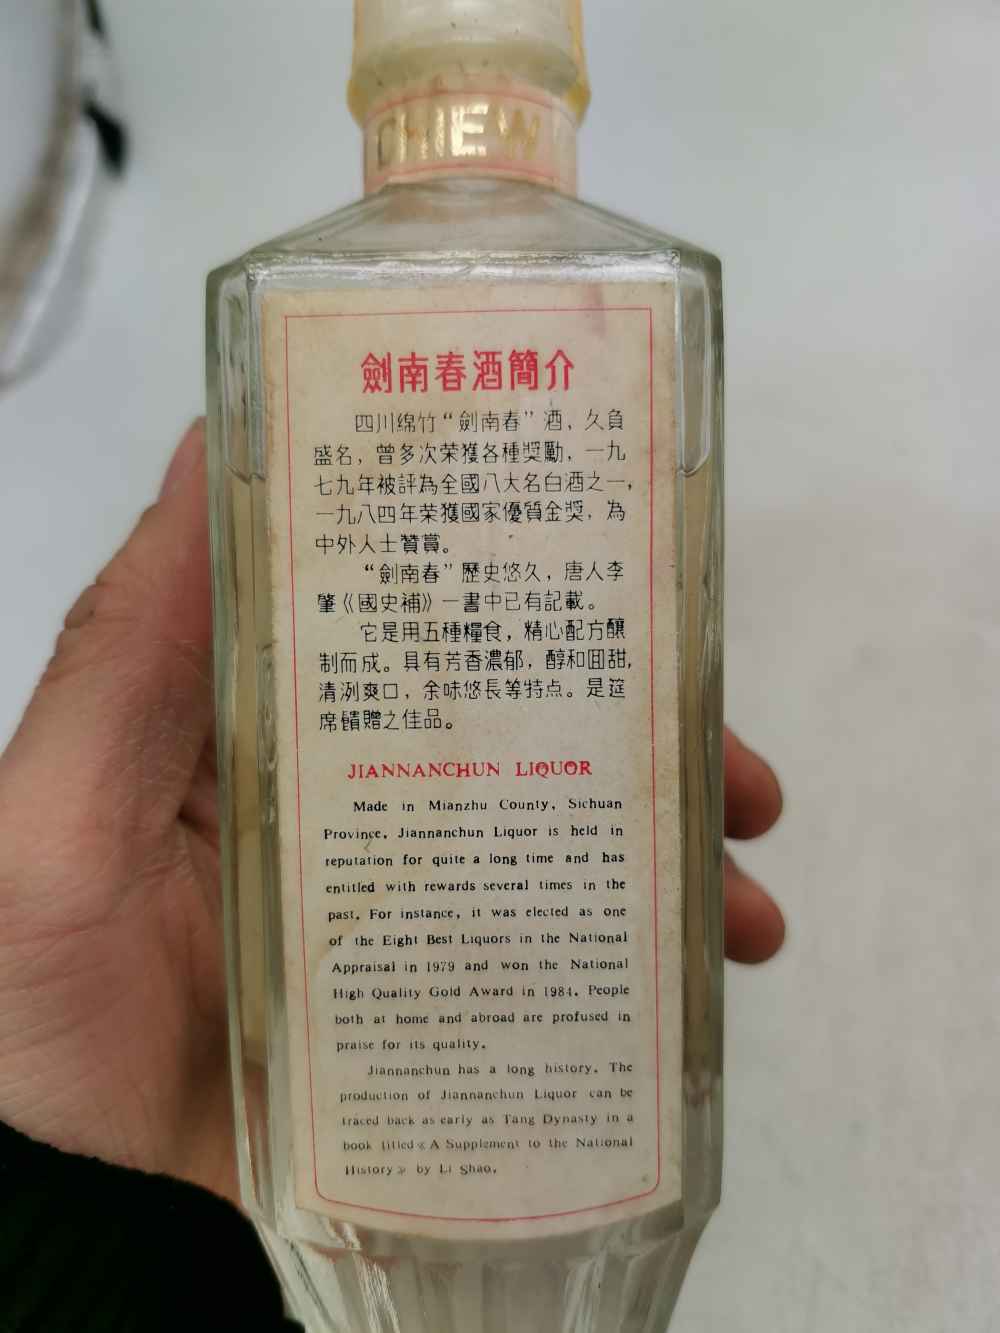 CHIEW
劍南春酒簡介
四川綿竹“劍南春”酒，久負
盛名，曾多次荣獲各種獎勵，一九
七九年被評為全國八大名白酒之一，
一九八四年荣獲國家優質金獎，為
中外人士贊賞。
“劍南春”歷史悠久，唐人李
肇《國史補》一書中已有記載。
它是用五種糧食，精心配方釀
制而成。具有芳香濃郁，醇和囬甜，
清洌爽口，余味悠長等特点。是筵
席饋贈之佳品。
JIANNANCHUN LIQUOR
Made in Mianzhu County, Sichuan
Province, Jiannanchun Liquor is held in
reputation for quite a long time and has
entitled with rewards several times in the
past. For instance, it was elected as one
of the Eight Best Liquors in the National
Appraisal in 1979 and won the National
High Quality Gold Award in 1984. People
both at home and abroad are profused in
praise for its quality.
Jiannanchun has a long history. The
production of Jiannanchun Liquor can be
traced back as early as Tang Dynasty in a
book titled《A Supplement to the National
History》 by Li Shao.